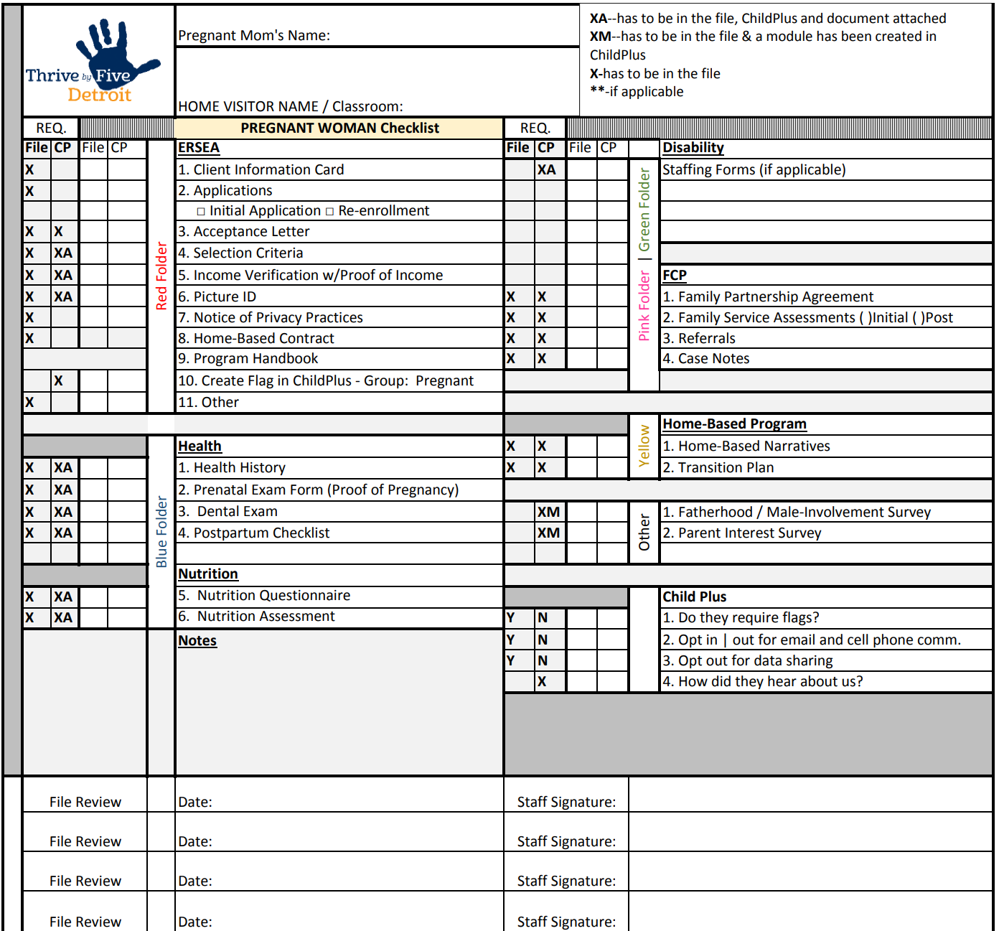 Thrive by Five
Detroit
Pregnant Mom's Name:
HOME VISITOR NAME / Classroom:
XA--has to be in the file, ChildPlus and document attached
XM--has to be in the file & a module has been created in
ChildPlus
X-has to be in the file
**-if applicable
REQ.
PREGNANT WOMAN Checklist
File CP File CP
ERSEA
X 1. Client Information Card
X 2. Applications
□ Initial Application □ Re-enrollment
X X 3. Acceptance Letter
X XA 4. Selection Criteria
X XA 5. Income Verification w/Proof of Income
X XA 6. Picture ID
X 7. Notice of Privacy Practices
X 8. Home-Based Contract
9. Program Handbook
X 10. Create Flag in ChildPlus - Group: Pregnant
X 11. Other
Red Folder
Health
X XA 1. Health History
X XA 2. Prenatal Exam Form (Proof of Pregnancy)
X XA 3. Dental Exam
X XA 4. Postpartum Checklist
Blue Folder
Nutrition
X XA 5. Nutrition Questionnaire
X XA 6. Nutrition Assessment
Notes
REQ.
File CP File CP
Disability
XA Staffing Forms (if applicable)
Pink Folder | Green Folder
FCP
X X 1. Family Partnership Agreement
X X 2. Family Service Assessments ( )Initial ( )Post
X X 3. Referrals
X X 4. Case Notes
Yellow
Home-Based Program
X X 1. Home-Based Narratives
X X 2. Transition Plan
Other
XM 1. Fatherhood / Male-Involvement Survey
XM 2. Parent Interest Survey
Child Plus
Y N 1. Do they require flags?
Y N 2. Opt in | out for email and cell phone comm.
Y N 3. Opt out for data sharing
X 4. How did they hear about us?
File Review Date: Staff Signature:
File Review Date: Staff Signature:
File Review Date: Staff Signature:
File Review Date: Staff Signature: